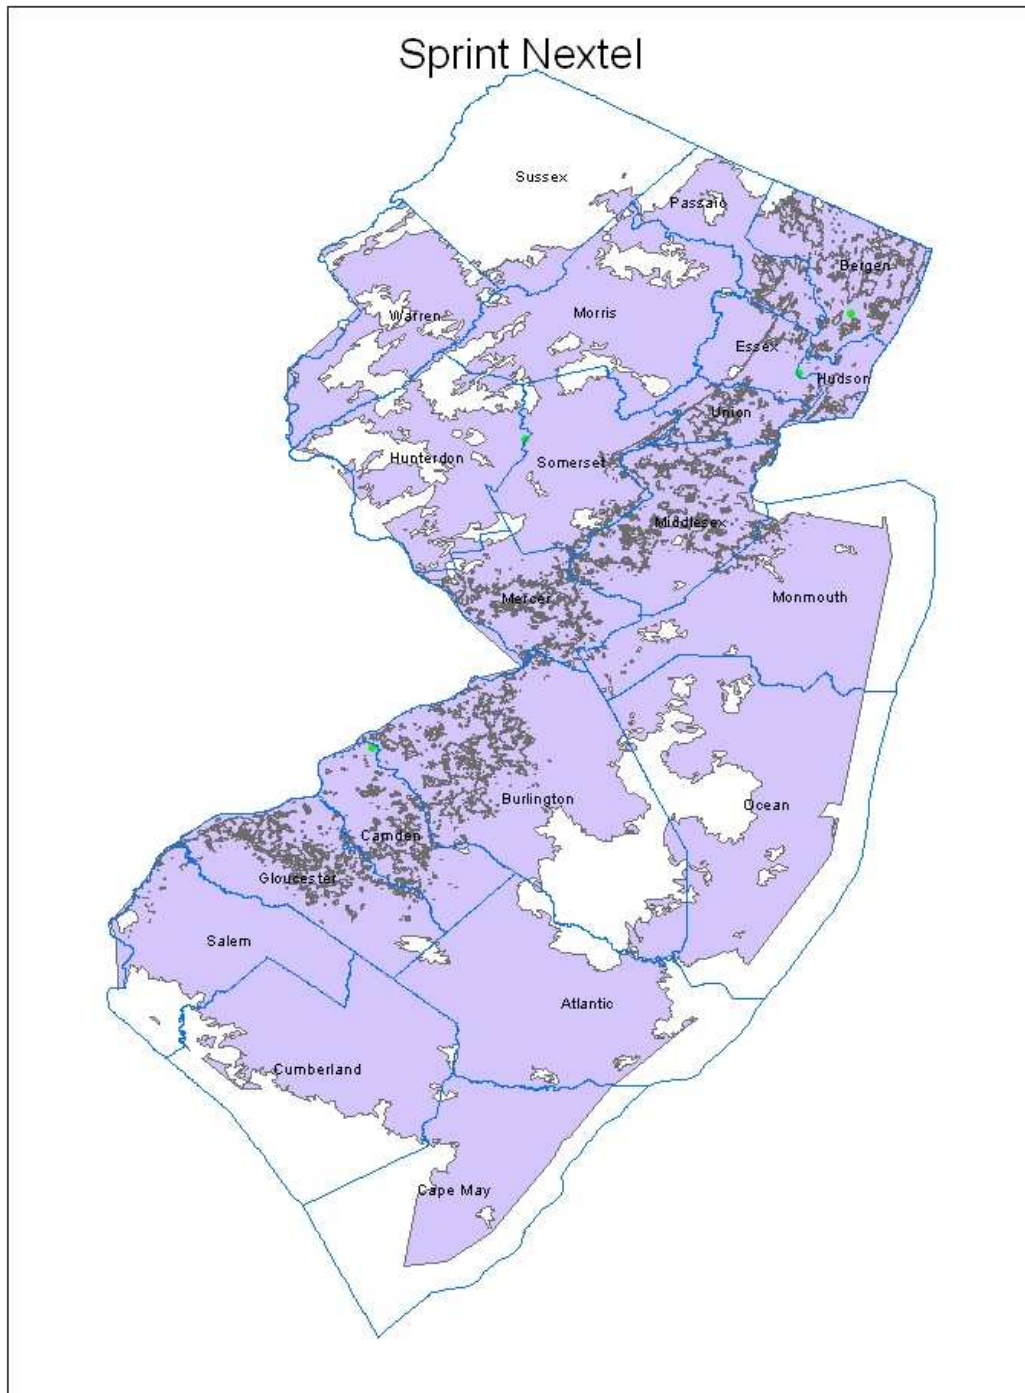 Sprint Nextel
Sussex
Passaic
Bergen
Warren
Morris
Essex
Hudson
Union
Hunterdon
Somerset
Middlesex
Mercer
Monmouth
Burlington
Ocean
Camden
Gloucester
Salem
Atlantic
Cumberland
Cape May